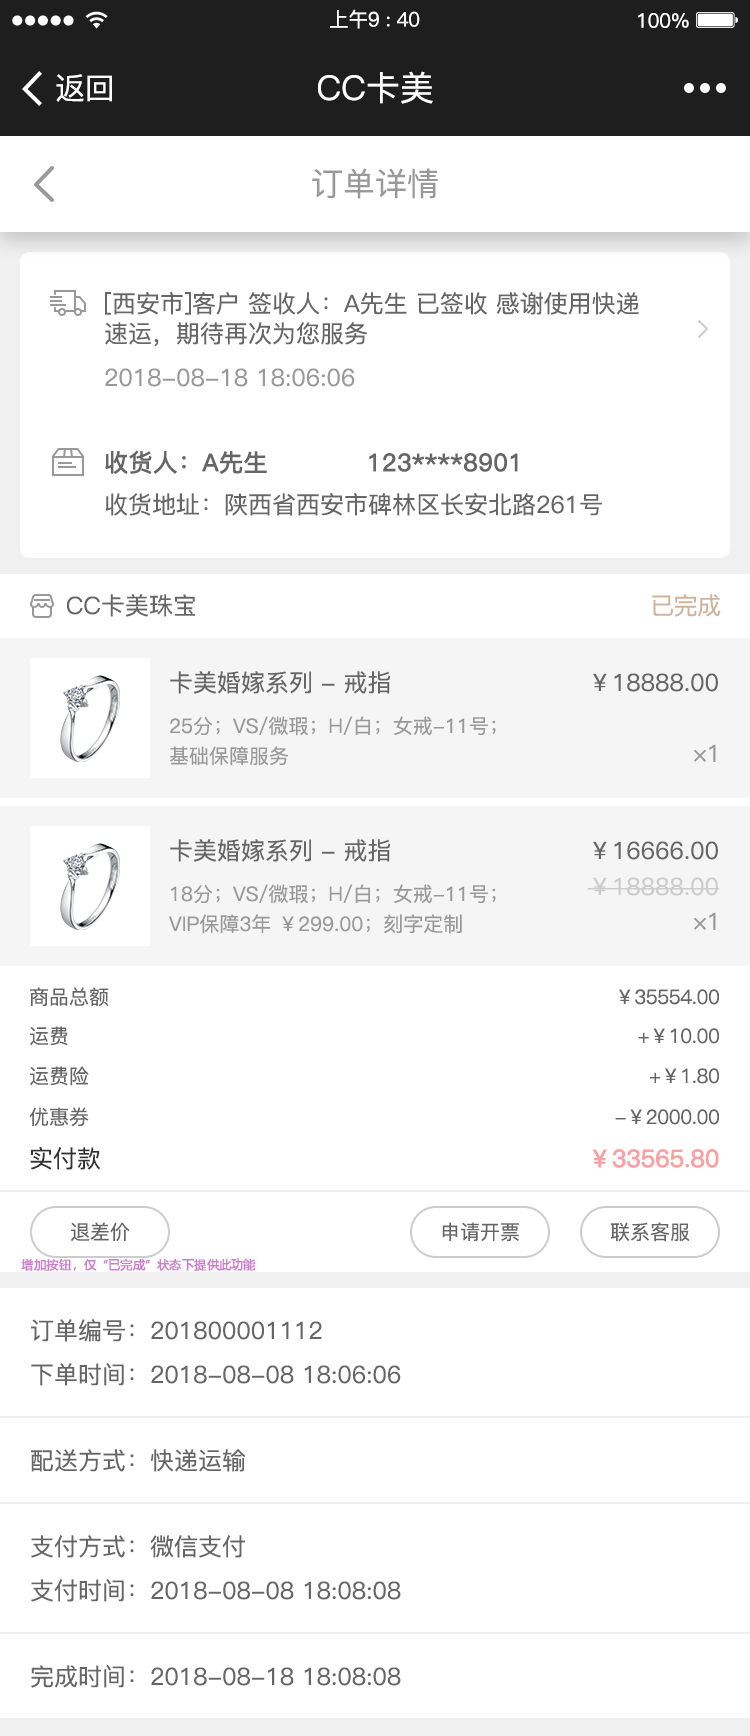 上午9 : 40
100%
返回
CC卡美
订单详情
[西安市]客户 签收人：A先生 已签收 感谢使用快递
速运，期待再次为您服务
2018-08-18 18:06:06
收货人：A先生 123****8901
收货地址：陕西省西安市碑林区长安北路261号
CC卡美珠宝 已完成
卡美婚嫁系列 – 戒指 ¥18888.00
25分；VS/微瑕；H/白；女戒-11号；
基础保障服务 ×1
卡美婚嫁系列 – 戒指 ¥16666.00
18分；VS/微瑕；H/白；女戒-11号； ¥18888.00
VIP保障3年 ¥299.00；刻字定制 ×1
商品总额 ¥35554.00
运费 +¥10.00
运费险 +¥1.80
优惠券 -¥2000.00
实付款 ¥33565.80
退差价 申请开票 联系客服
增加按钮，仅“已完成”状态下提供此功能
订单编号：201800001112
下单时间：2018-08-08 18:06:06
配送方式：快递运输
支付方式：微信支付
支付时间：2018-08-08 18:08:08
完成时间：2018-08-18 18:08:08